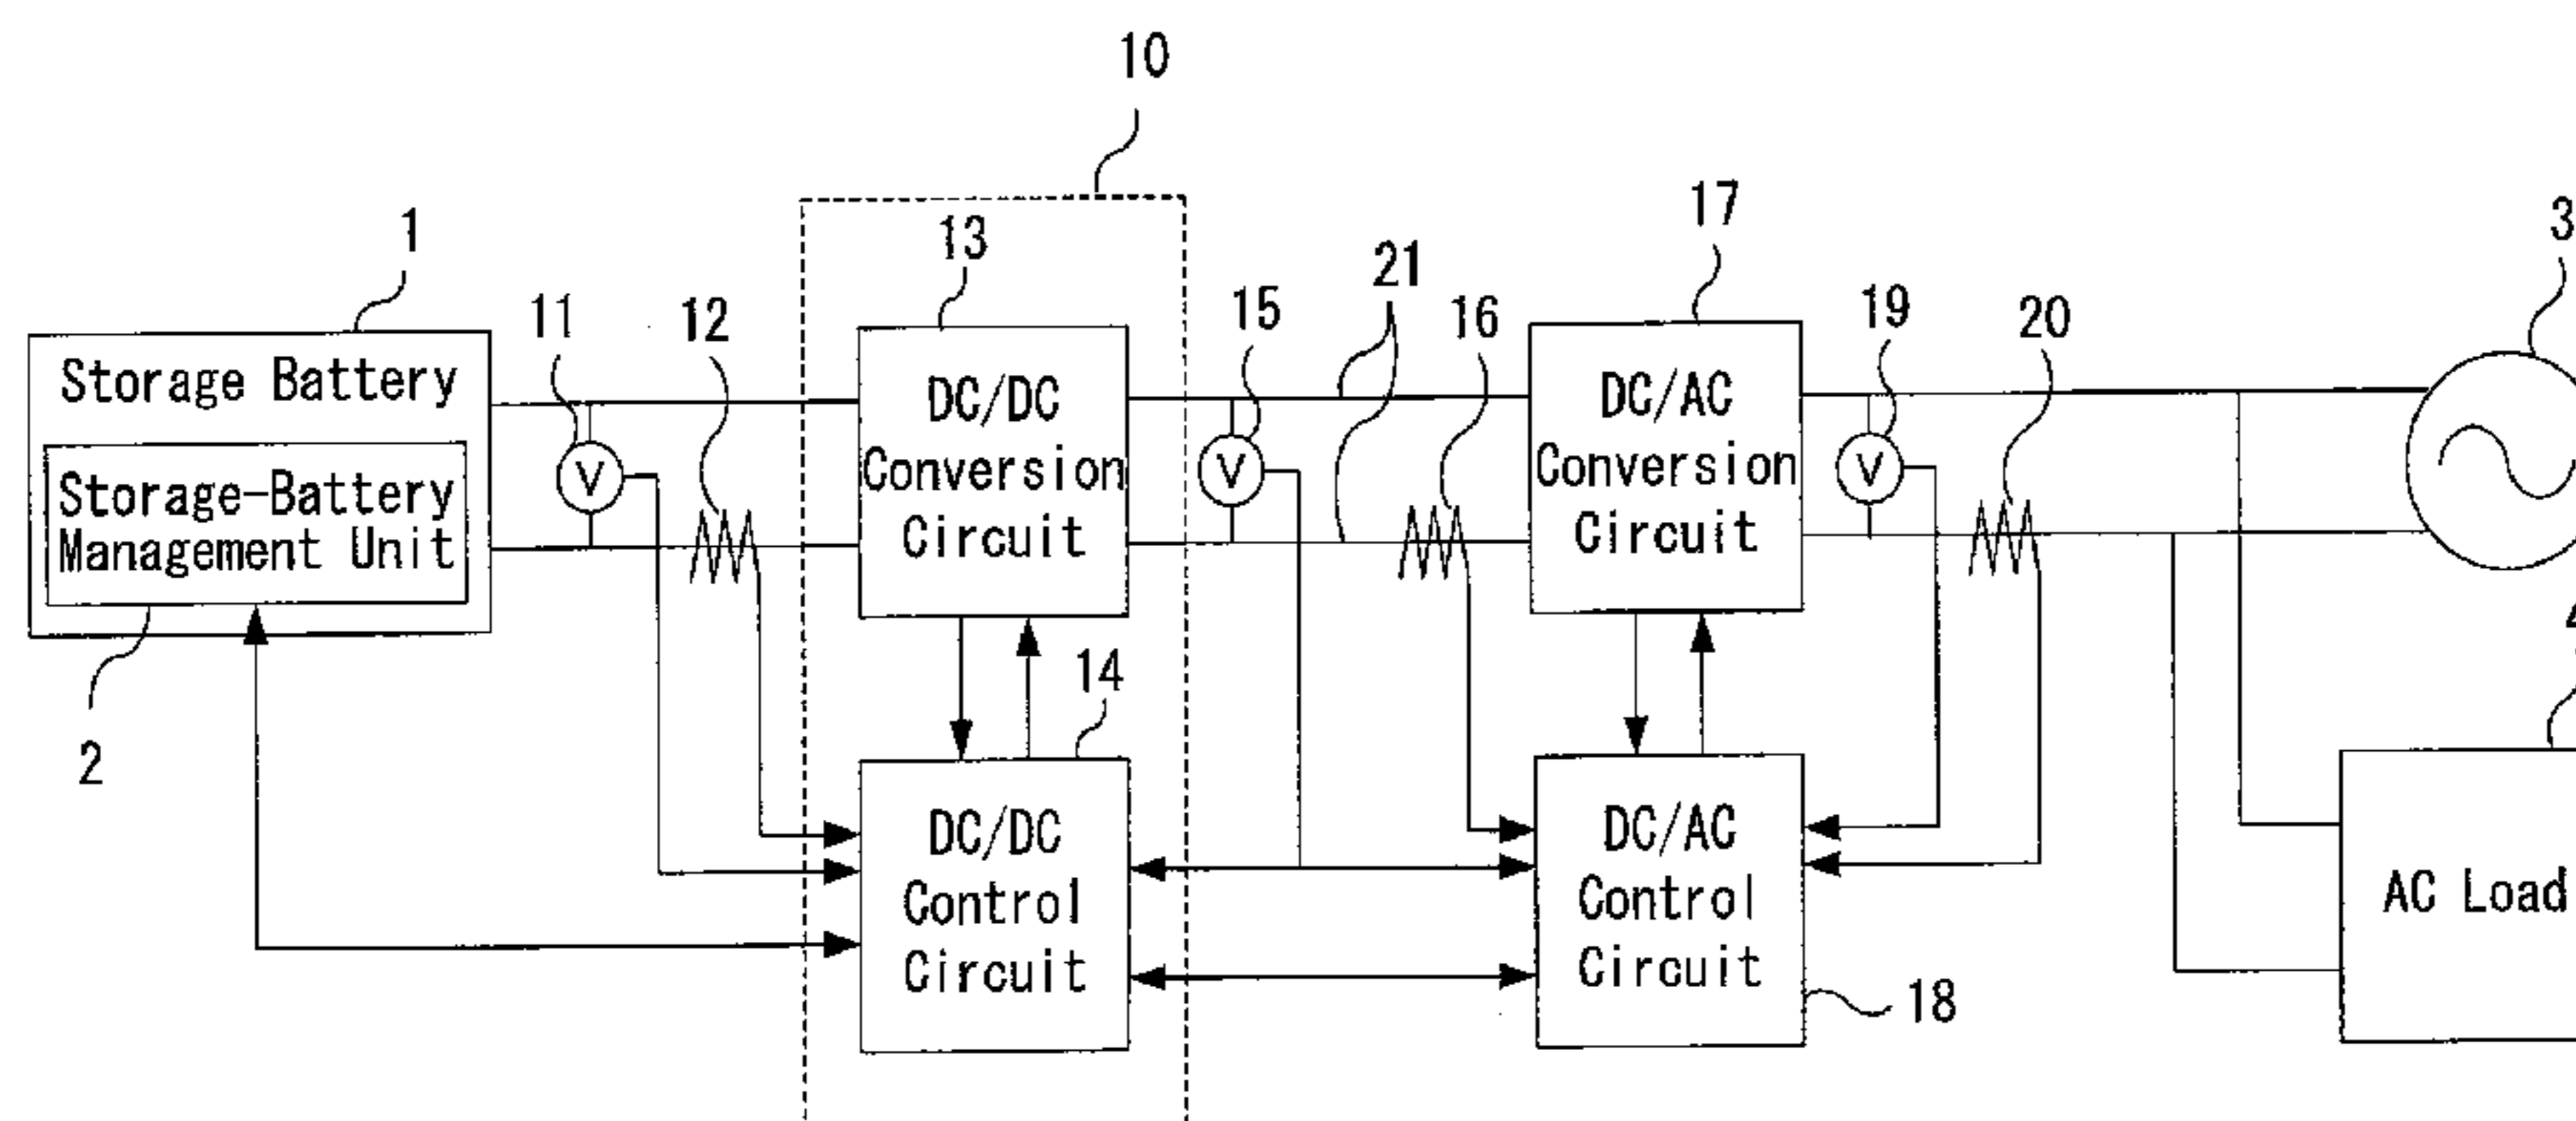 10
1
13
17
3
11
12
15
21
16
19
20
Storage Battery
Storage-Battery
Management Unit
V
DC/DC
Conversion
Circuit
V
DC/AC
Conversion
Circuit
V
2
14
DC/DC
Control
Circuit
DC/AC
Control
Circuit
18
AC Load